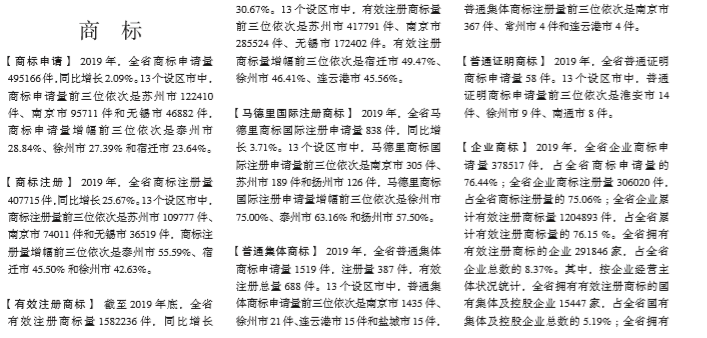 商 标
【 商标申请 】 2019 年，全省商标申请量
495166 件，同比增长 2.09%。13 个设区市中，
商标申请量前三位依次是苏州市 122410
件、南京市 95711 件和无锡市 46882 件，
商标申请量增幅前三位依次是泰州市
28.84%、徐州市 27.39% 和宿迁市 23.64%。
【 商标注册 】 2019 年，全省商标注册量
407715 件，同比增长 25.67%。13 个设区市中，
商标注册量前三位依次是苏州市 109777 件、
南京市 74011 件和无锡市 36519 件，商标注
册量增幅前三位依次是泰州市 55.59%、宿
迁市 45.50% 和徐州市 42.63%。
【 有效注册商标 】 截至 2019 年底，全省
有效注册商标量 1582236 件，同比增长
30.67%。13 个设区市中，有效注册商标量
前三位依次是苏州市 417791 件、南京市
285524 件、无锡市 172402 件。有效注册
商标量增幅前三位依次是宿迁市 49.47%、
徐州市 46.41%、连云港市 45.56%。
【 马德里国际注册商标 】 2019 年，全省马
德里商标国际注册申请量 838 件，同比增
长 3.71%。13 个设区市中，马德里商标国
际注册申请量前三位依次是南京市 305 件、
苏州市 189 件和扬州市 126 件，马德里商标
国际注册申请量增幅前三位依次是徐州市
75.00%、泰州市 63.16% 和扬州市 57.50%。
【 普通集体商标 】 2019 年，全省普通集体
商标申请量 1519 件，注册量 387 件，有效
注册总量 688 件。13 个设区市中，普通集
体商标申请量前三位依次是南京市 1435 件、
徐州市 21 件、连云港市 15 件和盐城市 15 件，
普通集体商标注册量前三位依次是南京市
367 件、常州市 4 件和连云港市 4 件。
【 普通证明商标 】 2019 年，全省普通证明
商标申请量 58 件。13 个设区市中，普通
证明商标申请量前三位依次是淮安市 14
件、徐州市 9 件、南通市 8 件。
【 企业商标 】 2019 年，全省企业商标申
请量 378517 件，占全省商标申请量的
76.44%；全省企业商标注册量 306020 件，
占全省商标注册量的 75.06%；全省企业累
计有效注册商标量 1204893 件，占全省累
计有效注册商标量的 76.15 %。全省拥有
有效注册商标的企业 291846 家，占全省
企业总数的 8.37%。其中，按企业经营主
体状况统计，全省拥有有效注册商标的国
有集体及控股企业 15447 家，占全省国有
集体及控股企业总数的 5.19%；全省拥有